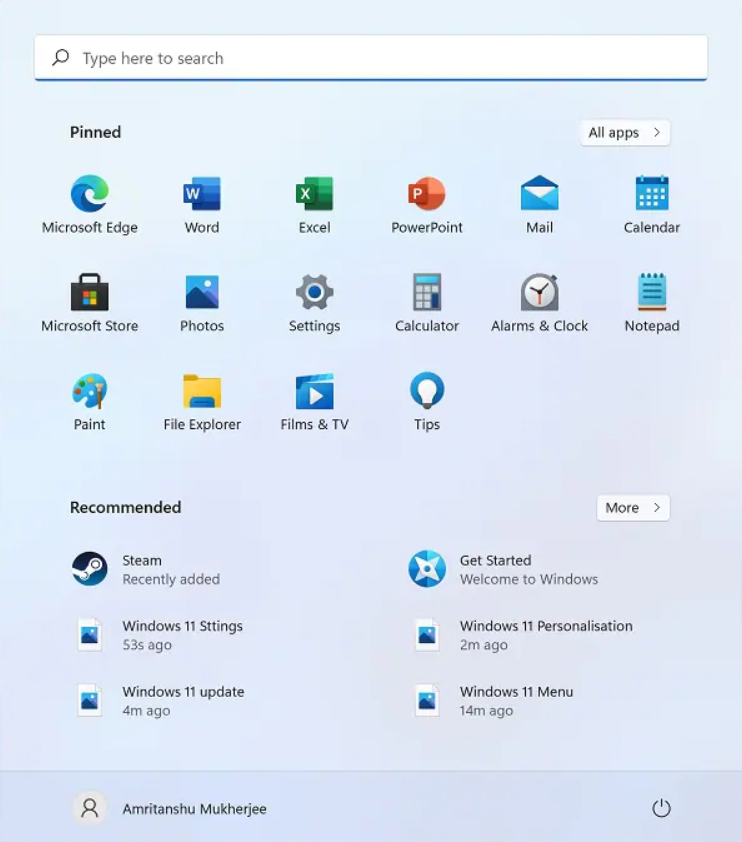 Type here to search
Pinned
All apps
Microsoft Edge
Word
Excel
PowerPoint
Mail
Calendar
Microsoft Store
Photos
Settings
Calculator
Alarms & Clock
Notepad
Paint
File Explorer
Films & TV
Tips
Recommended
More
Steam
Recently added
Get Started
Welcome to Windows
Windows 11 Sttings
53s ago
Windows 11 Personalisation
2m ago
Windows 11 update
4m ago
Windows 11 Menu
14m ago
Amritanshu Mukherjee